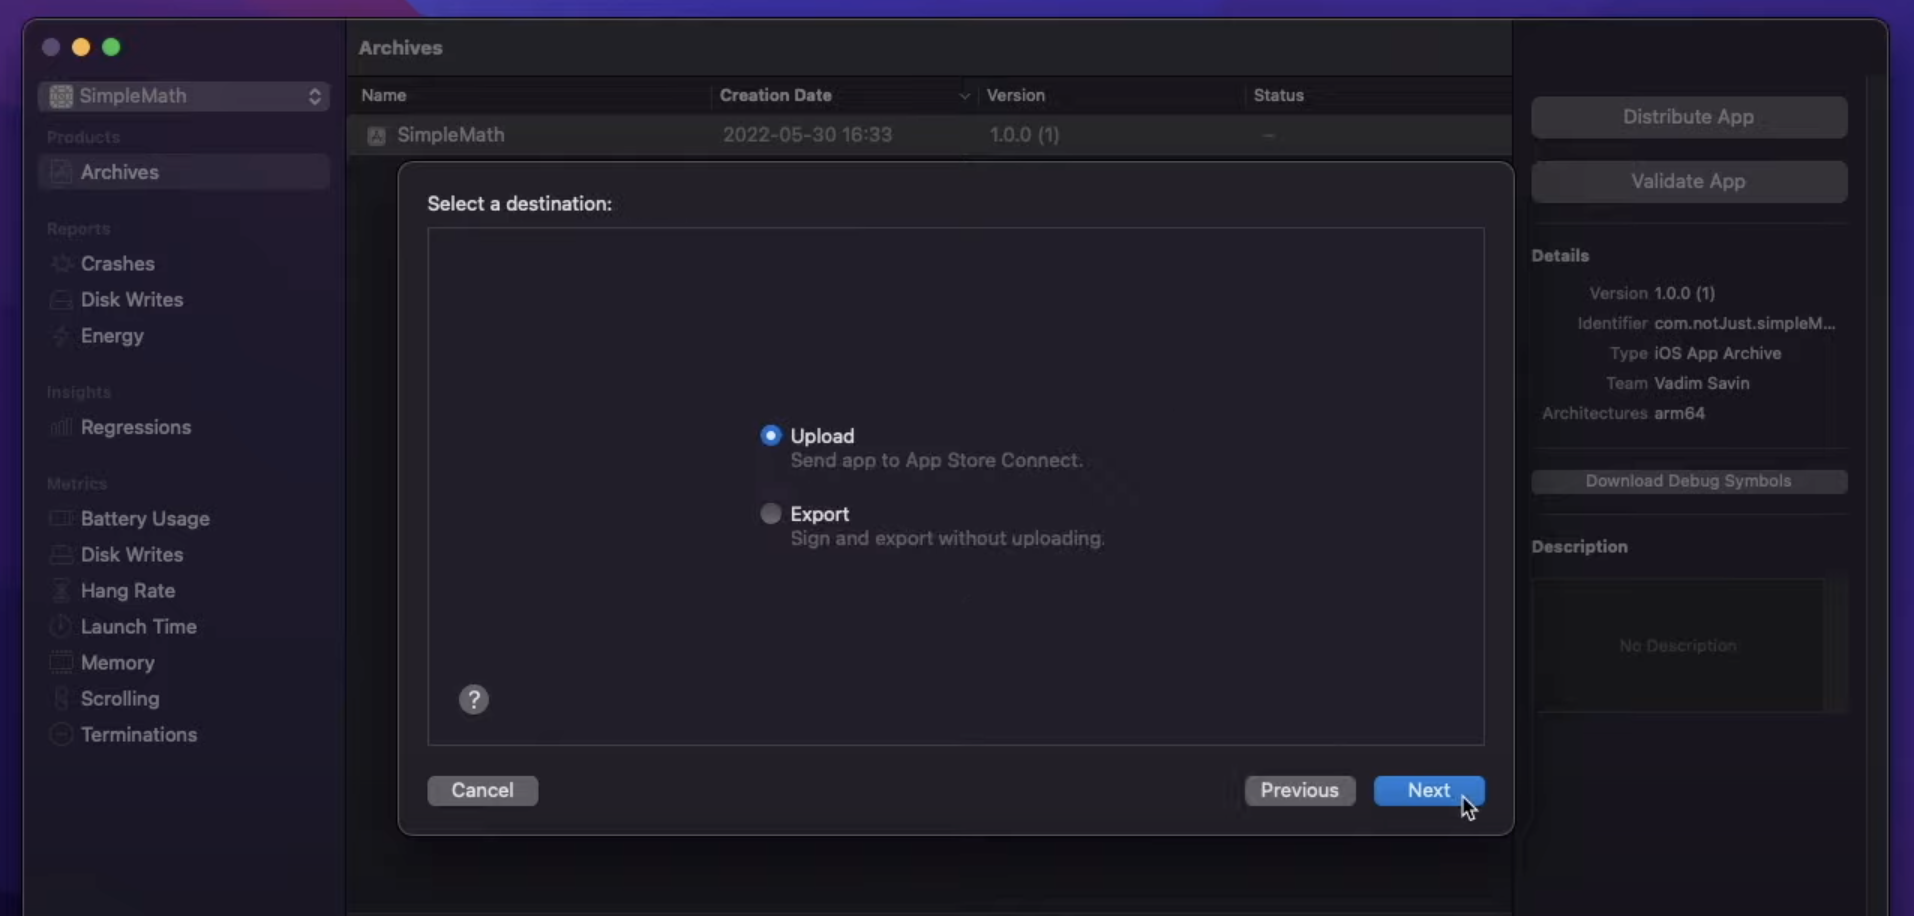 SimpleMath
Products
Archives
Reports
Crashes
Disk Writes
Energy
Insights
Regressions
Metrics
Battery Usage
Disk Writes
Hang Rate
Launch Time
Memory
Scrolling
Terminations
Archives
Name Creation Date Version Status
SimpleMath 2022-05-30 16:33 1.0.0 (1) --
Select a destination:
Upload
Send app to App Store Connect.
Export
Sign and export without uploading.
?
Cancel Previous Next
Distribute App
Validate App
Details
Version 1.0.0 (1)
Identifier com.notJust.simpleM...
Type iOS App Archive
Team Vadim Savin
Architectures arm64
Download Debug Symbols
Description
No Description